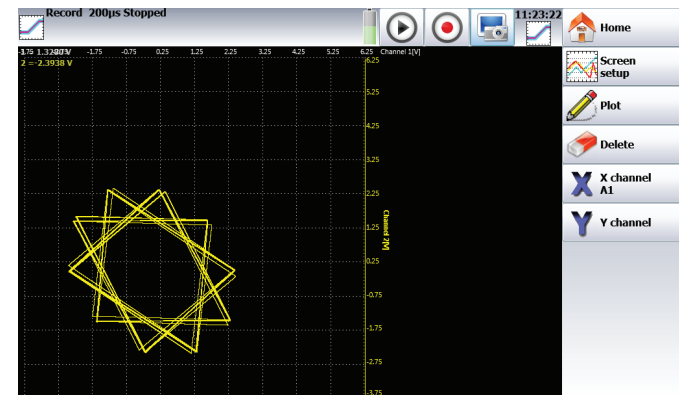 Record 200µs Stopped
11:23:22
Home
-1.75 -0.75 0.25 1.25 2.25 3.25 4.25 5.25 6.25 Channel 1[V]
2 =-2.3938 V
6.25
Screen
setup
5.25
Plot
4.25
Delete
3.25
X channel
A1
2.25
Y channel
Channel 2[V]
1.25
0.25
-0.75
-1.75
-2.75
-3.75